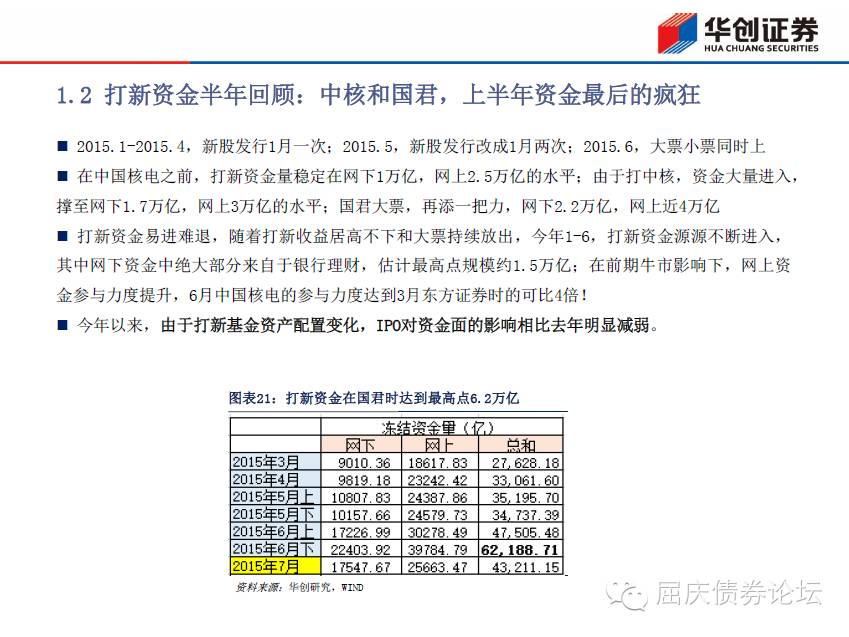 华创证券
HUA CHUANG SECURITIES
1.2 打新资金半年回顾：中核和国君，上半年资金最后的疯狂
■ 2015.1-2015.4，新股发行1月一次；2015.5，新股发行改成1月两次；2015.6，大票小票同时上
■ 在中国核电之前，打新资金量稳定在网下1万亿，网上2.5万亿的水平；由于打中核，资金大量进入，
撑至网下1.7万亿，网上3万亿的水平；国君大票，再添一把力，网下2.2万亿，网上近4万亿
■ 打新资金易进难退，随着打新收益居高不下和大票持续放出，今年1-6，打新资金源源不断进入，
其中网下资金中绝大部分来自于银行理财，估计最高点规模约1.5万亿；在前期牛市影响下，网上资
金参与力度提升，6月中国核电的参与力度达到3月东方证券时的可比4倍！
■ 今年以来，由于打新基金资产配置变化，IPO对资金面的影响相比去年明显减弱。
图表21：打新资金在国君时达到最高点6.2万亿
冻结资金量（亿）
网下 网上 总和
2015年3月 9010.36 18617.83 27,628.18
2015年4月 9819.18 23242.42 33,061.60
2015年5月上 10807.83 24387.86 35,195.70
2015年5月下 10157.66 24579.73 34,737.39
2015年6月上 17226.99 30278.49 47,505.48
2015年6月下 22403.92 39784.79 62,188.71
2015年7月 17547.67 25663.47 43,211.15
资料来源：华创研究，WIND
屈庆债券论坛